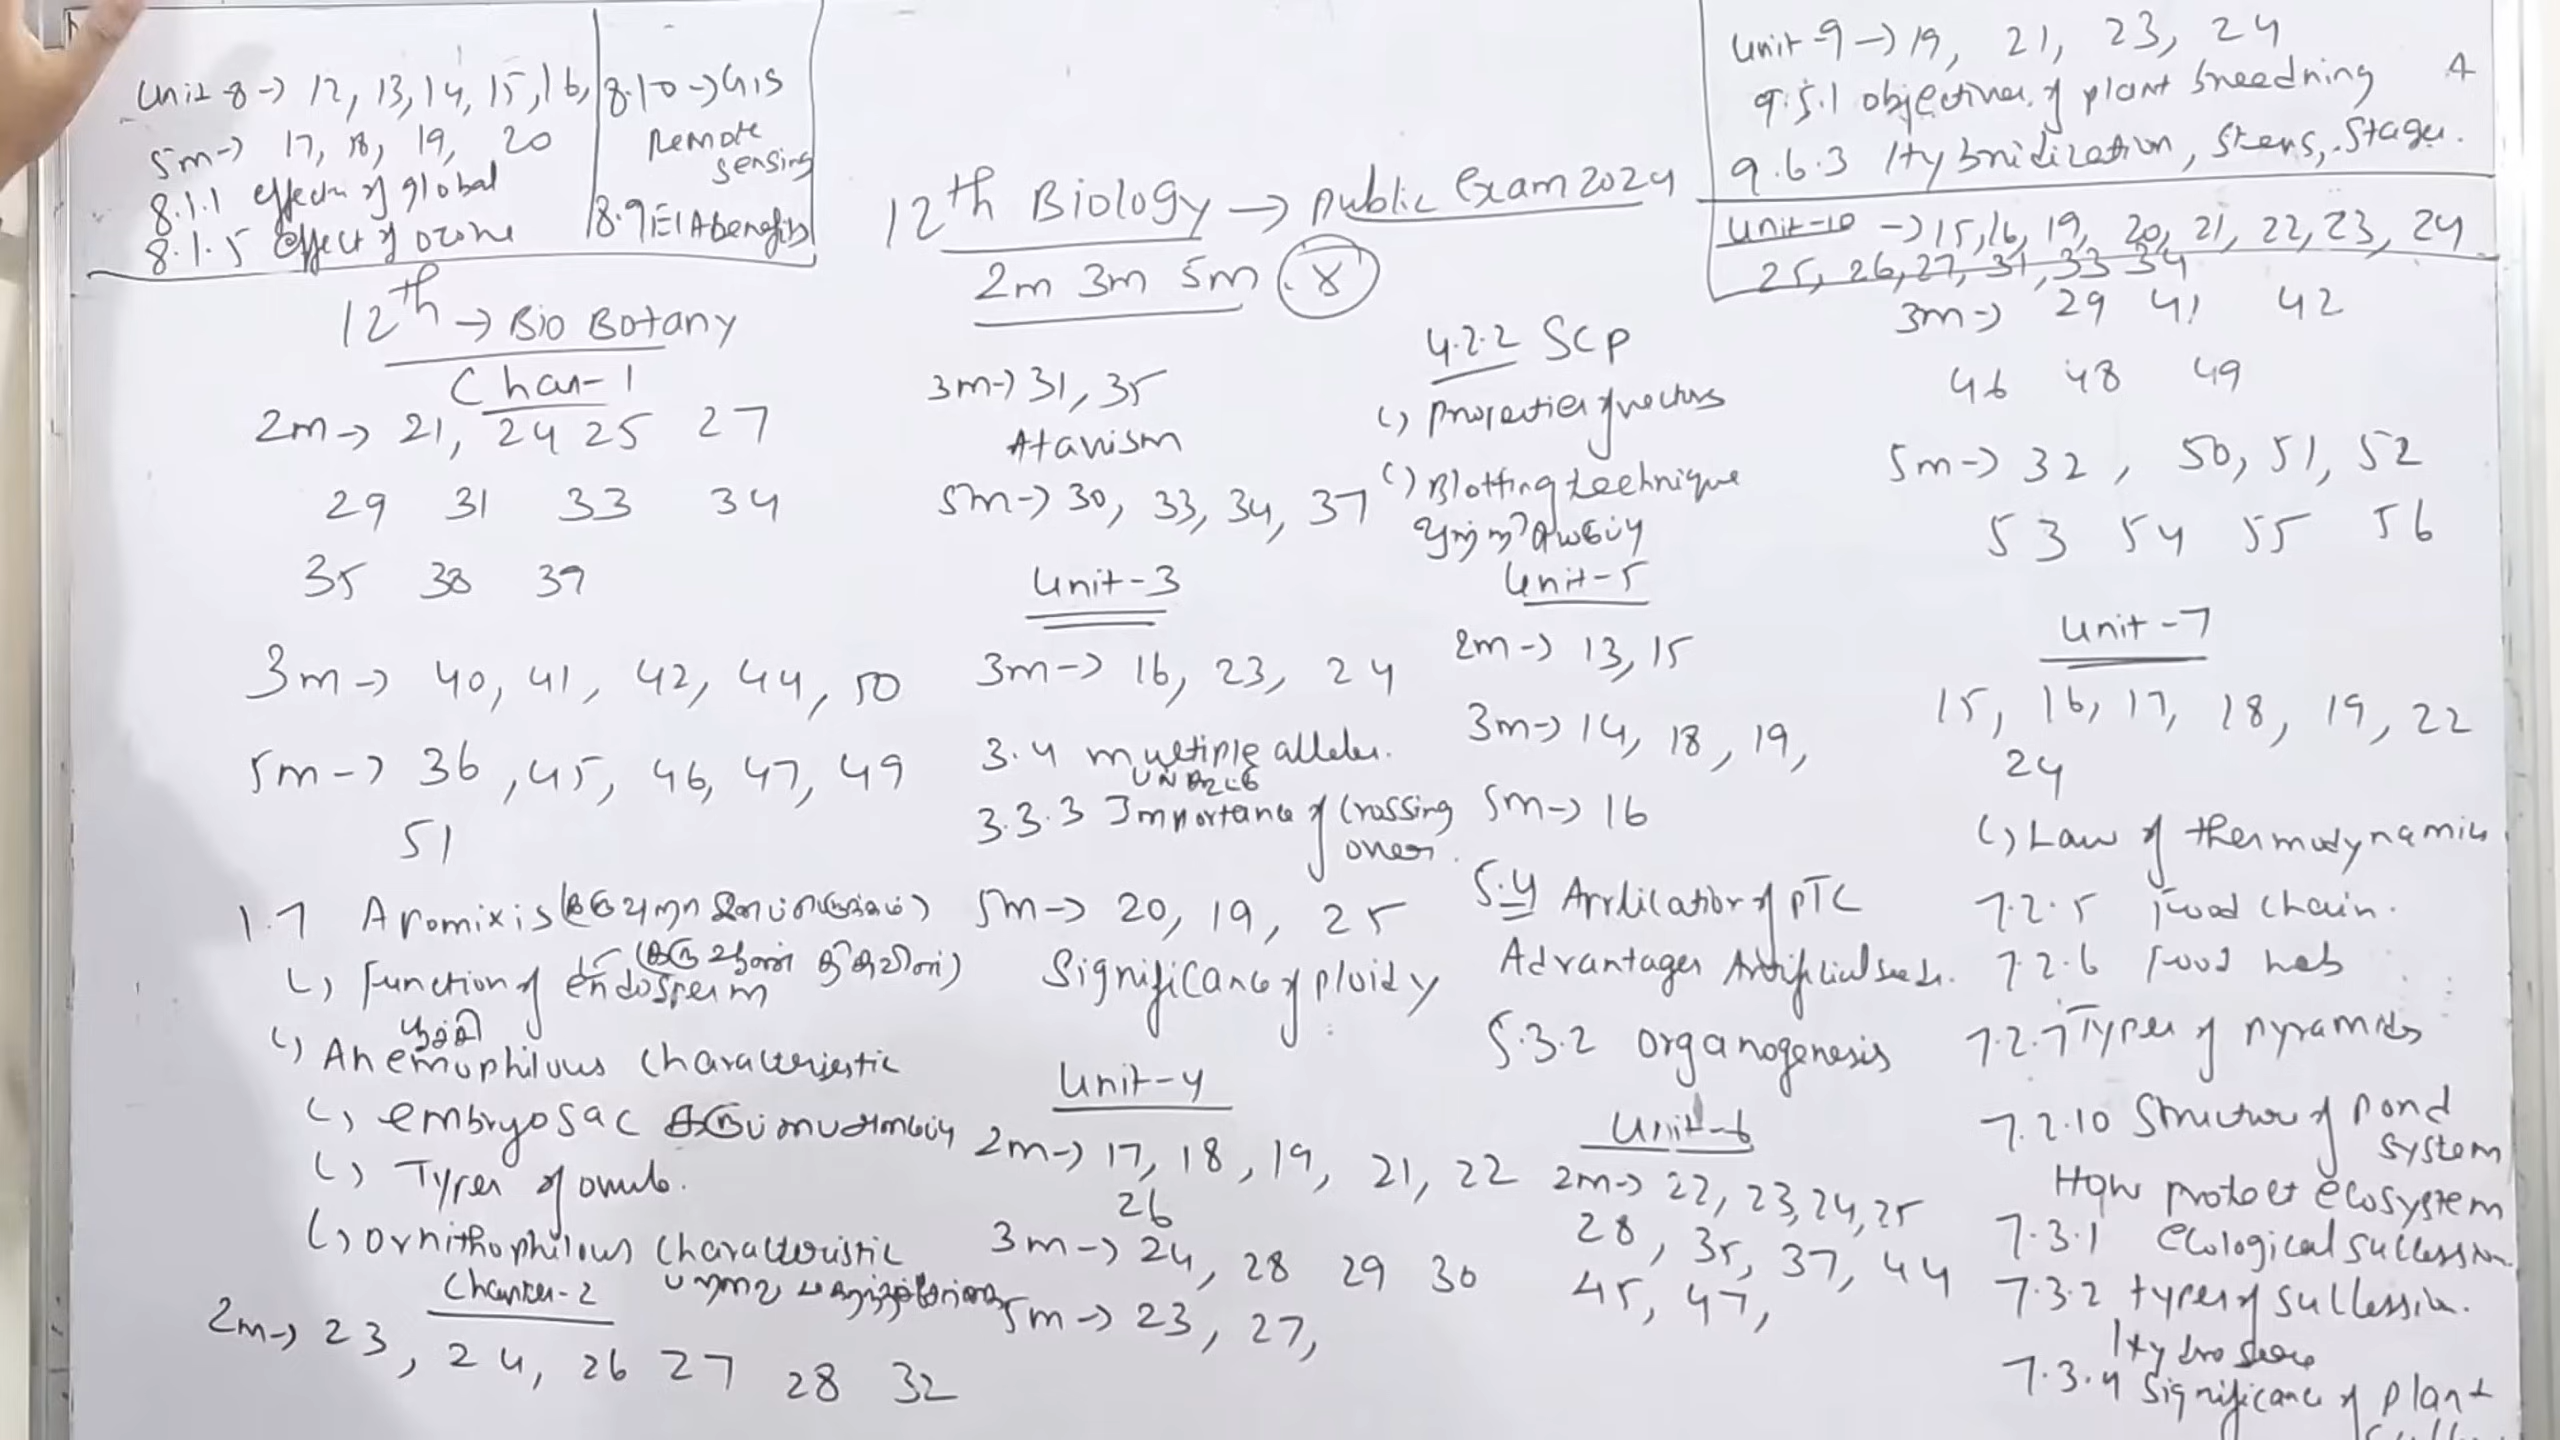 Unit 8 -> 12, 13, 14, 15, 16,
5m -> 17, 18, 19, 20
8.1.1 effects of global
8.1.5 Effect of ozone
8.10 -> GIS
Remote
sensing
8.9 EIA benefits
12th Biology -> public Exam 2024
2m 3m 5m
Unit-9 -> 19, 21, 23, 24
9.5.1 objectives of plant breedning
9.6.3 Hybridization, Steps, Stages.
Unit-10 -> 15, 16, 19, 20, 21, 22, 23, 24
25, 26, 27, 31, 33 34
12th -> Bio Botany
Chap-1
2m -> 21, 24 25 27
29 31 33 34
35 38 39
3m -> 40, 41, 42, 44, 50
5m -> 36, 45, 46, 47, 49
51
1.7 Apomixis
Function of endosperm
Anemophilous characteristic
embryosac
Types of ovule.
Ornithophilous characteristic
Chapter-2
2m -> 23, 24, 26 27 28 32
3m -> 31, 35
Atavism
5m -> 30, 33, 34, 37
Unit-3
3m -> 16, 23, 24
3.4 multiple alleles.
3.3.3 Importance of Crossing
over.
5m -> 20, 19, 25
Significance of ploidy
Unit-4
2m -> 17, 18, 19, 21, 22
26
3m -> 24, 28 29 30
5m -> 23, 27,
4.2.2 SCP
Properties of vectors
Blotting technique
Unit-5
2m -> 13, 15
3m -> 14, 18, 19,
5m -> 16
5.4 Application of PTC
Advantages Artificial seeds.
5.3.2 organogenesis
Unit-6
2m -> 22, 23, 24, 25
28, 35, 37, 44
45, 47,
3m -> 29 41 42
46 48 49
5m -> 32, 50, 51, 52
53 54 55 56
Unit-7
15, 16, 17, 18, 19, 22
24
Law of thermodynamics
7.2.5 Food chain.
7.2.6 Food web
7.2.7 Types of pyramids
7.2.10 Structure of pond
system
How protect ecosystem
7.3.1 Ecological succession
7.3.2 types of succession.
Hydrosere
7.3.4 Significance of plant